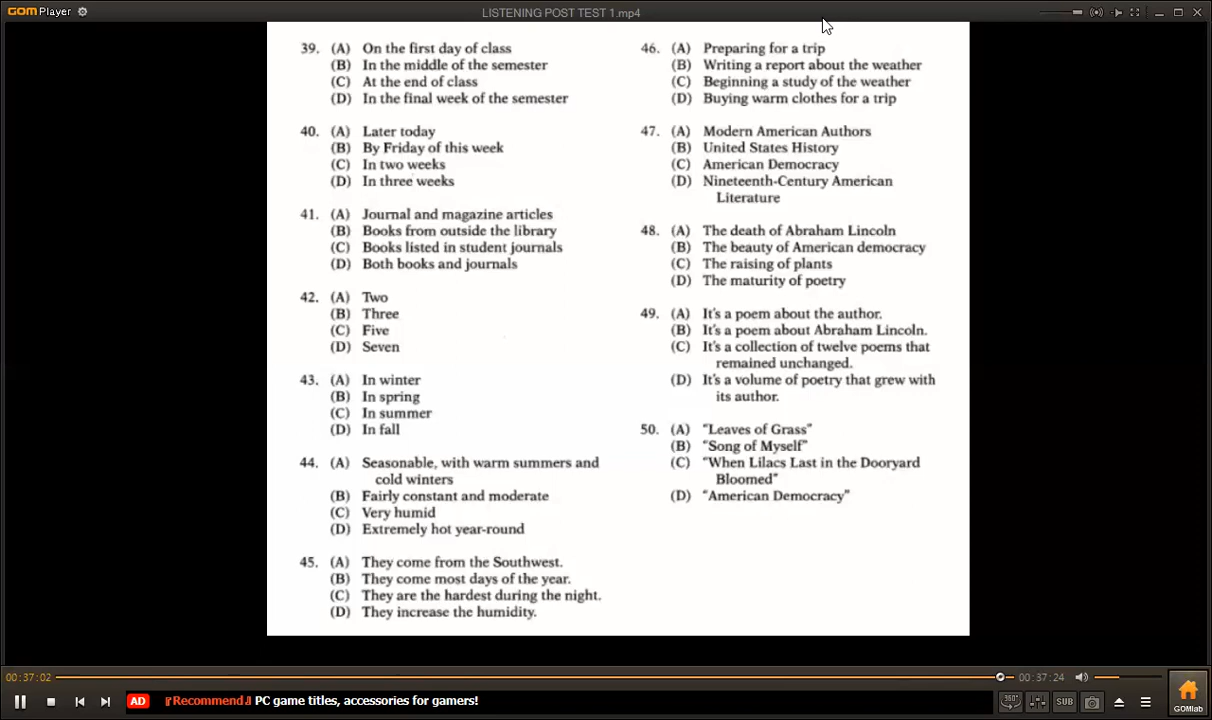 GOMPlayer
LISTENING POST TEST 1.mp4
39. (A) On the first day of class
(B) In the middle of the semester
(C) At the end of class
(D) In the final week of the semester
40. (A) Later today
(B) By Friday of this week
(C) In two weeks
(D) In three weeks
41. (A) Journal and magazine articles
(B) Books from outside the library
(C) Books listed in student journals
(D) Both books and journals
42. (A) Two
(B) Three
(C) Five
(D) Seven
43. (A) In winter
(B) In spring
(C) In summer
(D) In fall
44. (A) Seasonable, with warm summers and
cold winters
(B) Fairly constant and moderate
(C) Very humid
(D) Extremely hot year-round
45. (A) They come from the Southwest.
(B) They come most days of the year.
(C) They are the hardest during the night.
(D) They increase the humidity.
46. (A) Preparing for a trip
(B) Writing a report about the weather
(C) Beginning a study of the weather
(D) Buying warm clothes for a trip
47. (A) Modern American Authors
(B) United States History
(C) American Democracy
(D) Nineteenth-Century American
Literature
48. (A) The death of Abraham Lincoln
(B) The beauty of American democracy
(C) The raising of plants
(D) The maturity of poetry
49. (A) It's a poem about the author.
(B) It's a poem about Abraham Lincoln.
(C) It's a collection of twelve poems that
remained unchanged.
(D) It's a volume of poetry that grew with
its author.
50. (A) "Leaves of Grass"
(B) "Song of Myself"
(C) "When Lilacs Last in the Dooryard
Bloomed"
(D) "American Democracy"
00:37:02
00:37:24
AD 『Recommend』 PC game titles, accessories for gamers!
360°
SUB
GOMlab